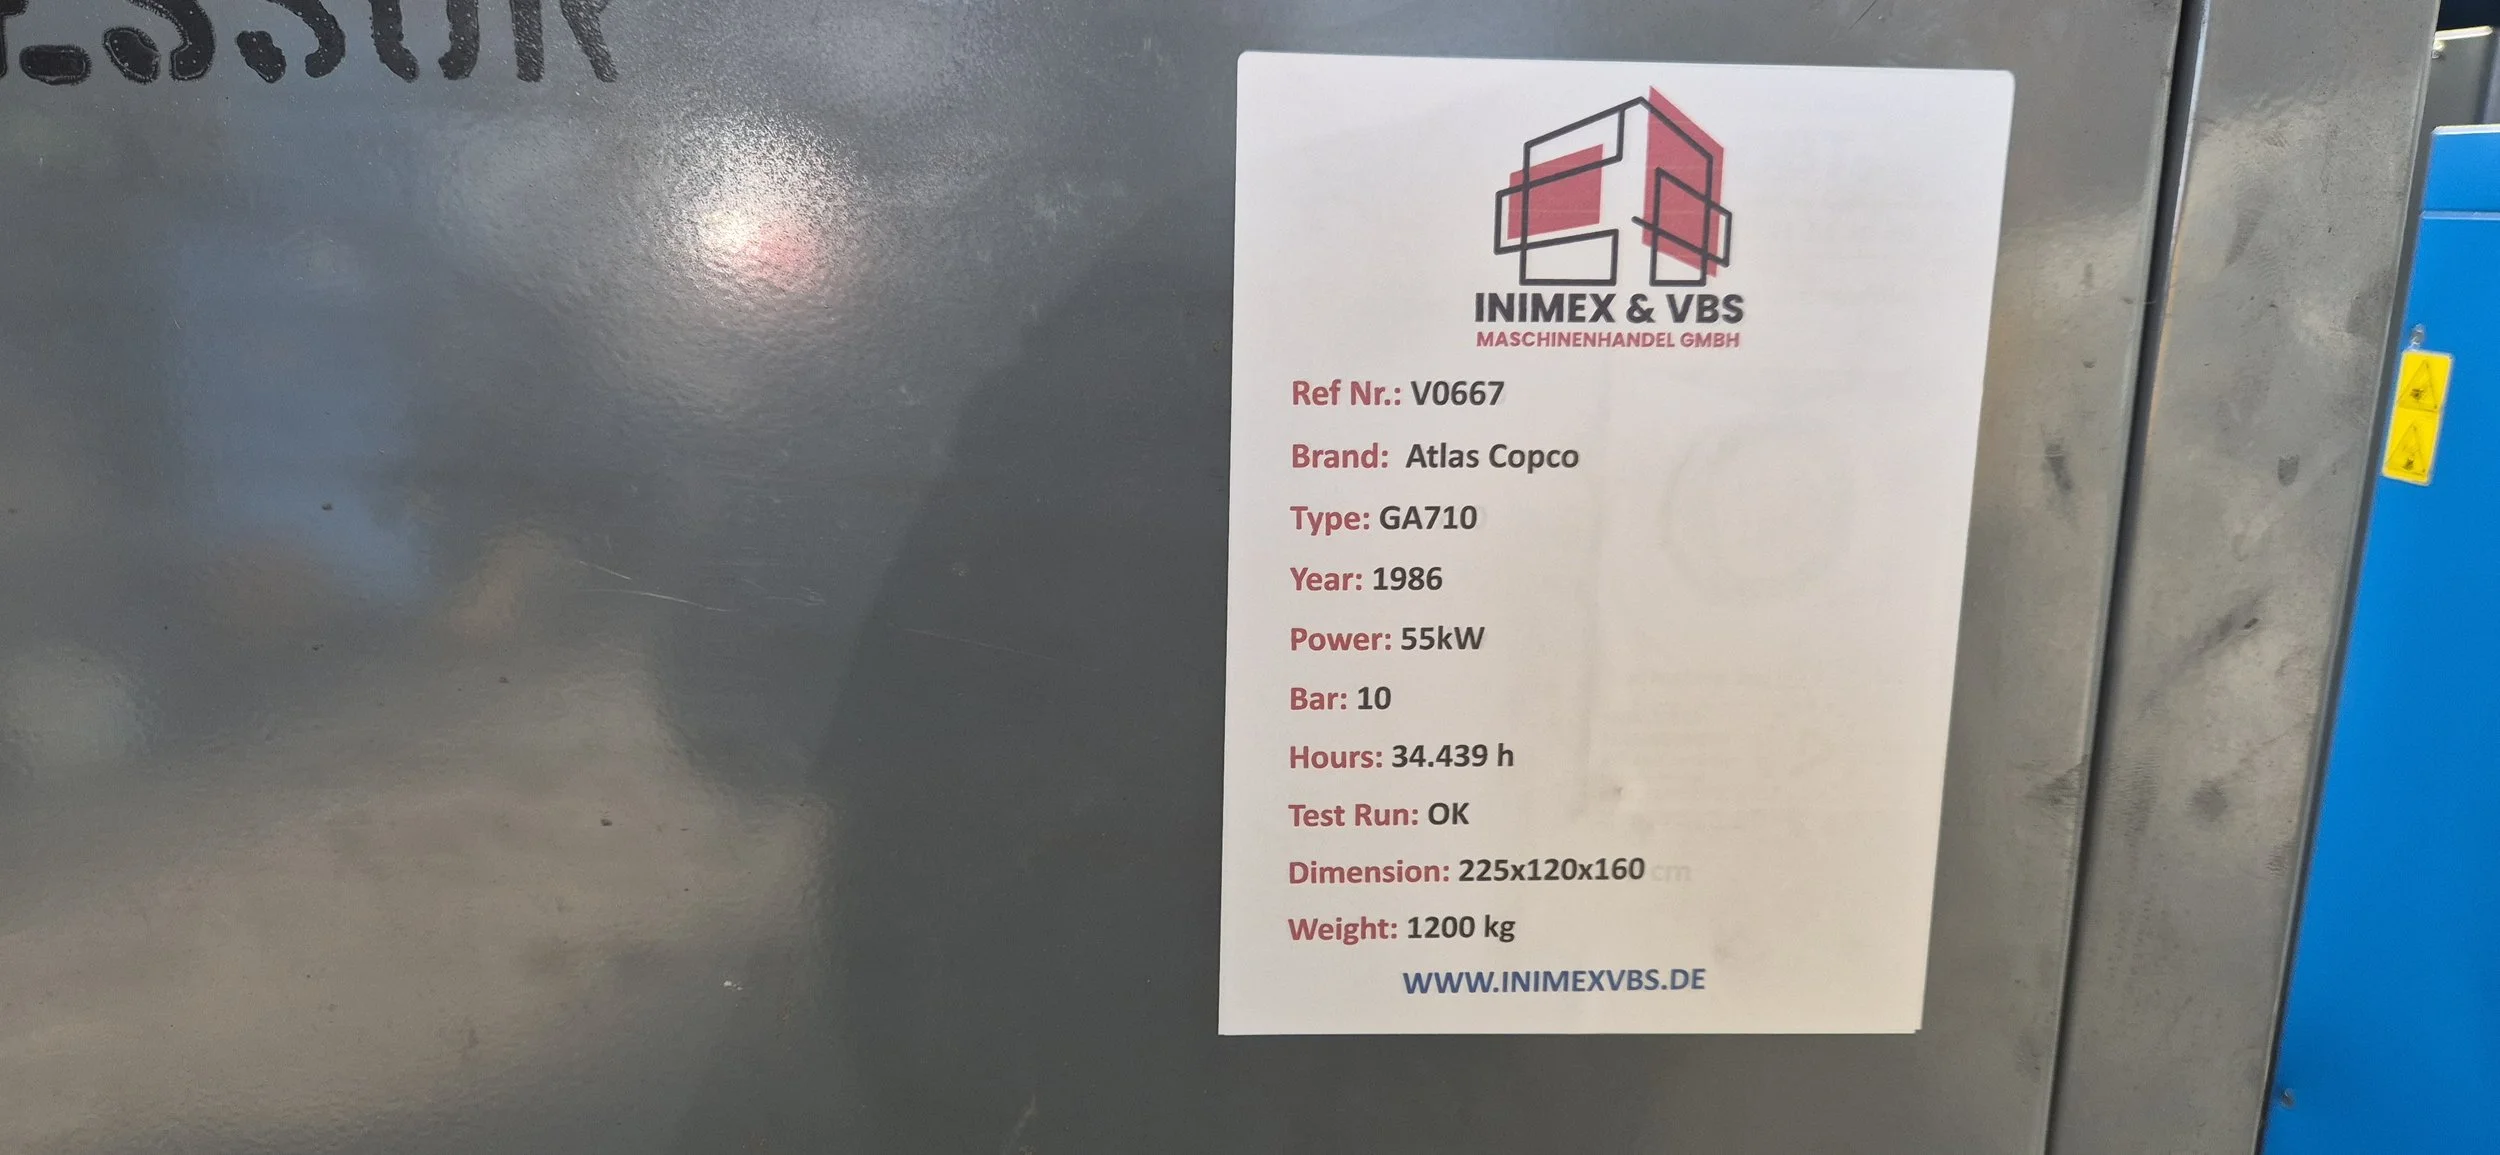 INIMEX & VBS
MASCHINENHANDEL GMBH
Ref Nr.: V0667
Brand: Atlas Copco
Type: GA710
Year: 1986
Power: 55kW
Bar: 10
Hours: 34.439 h
Test Run: OK
Dimension: 225x120x160 cm
Weight: 1200 kg
WWW.INIMEXVBS.DE